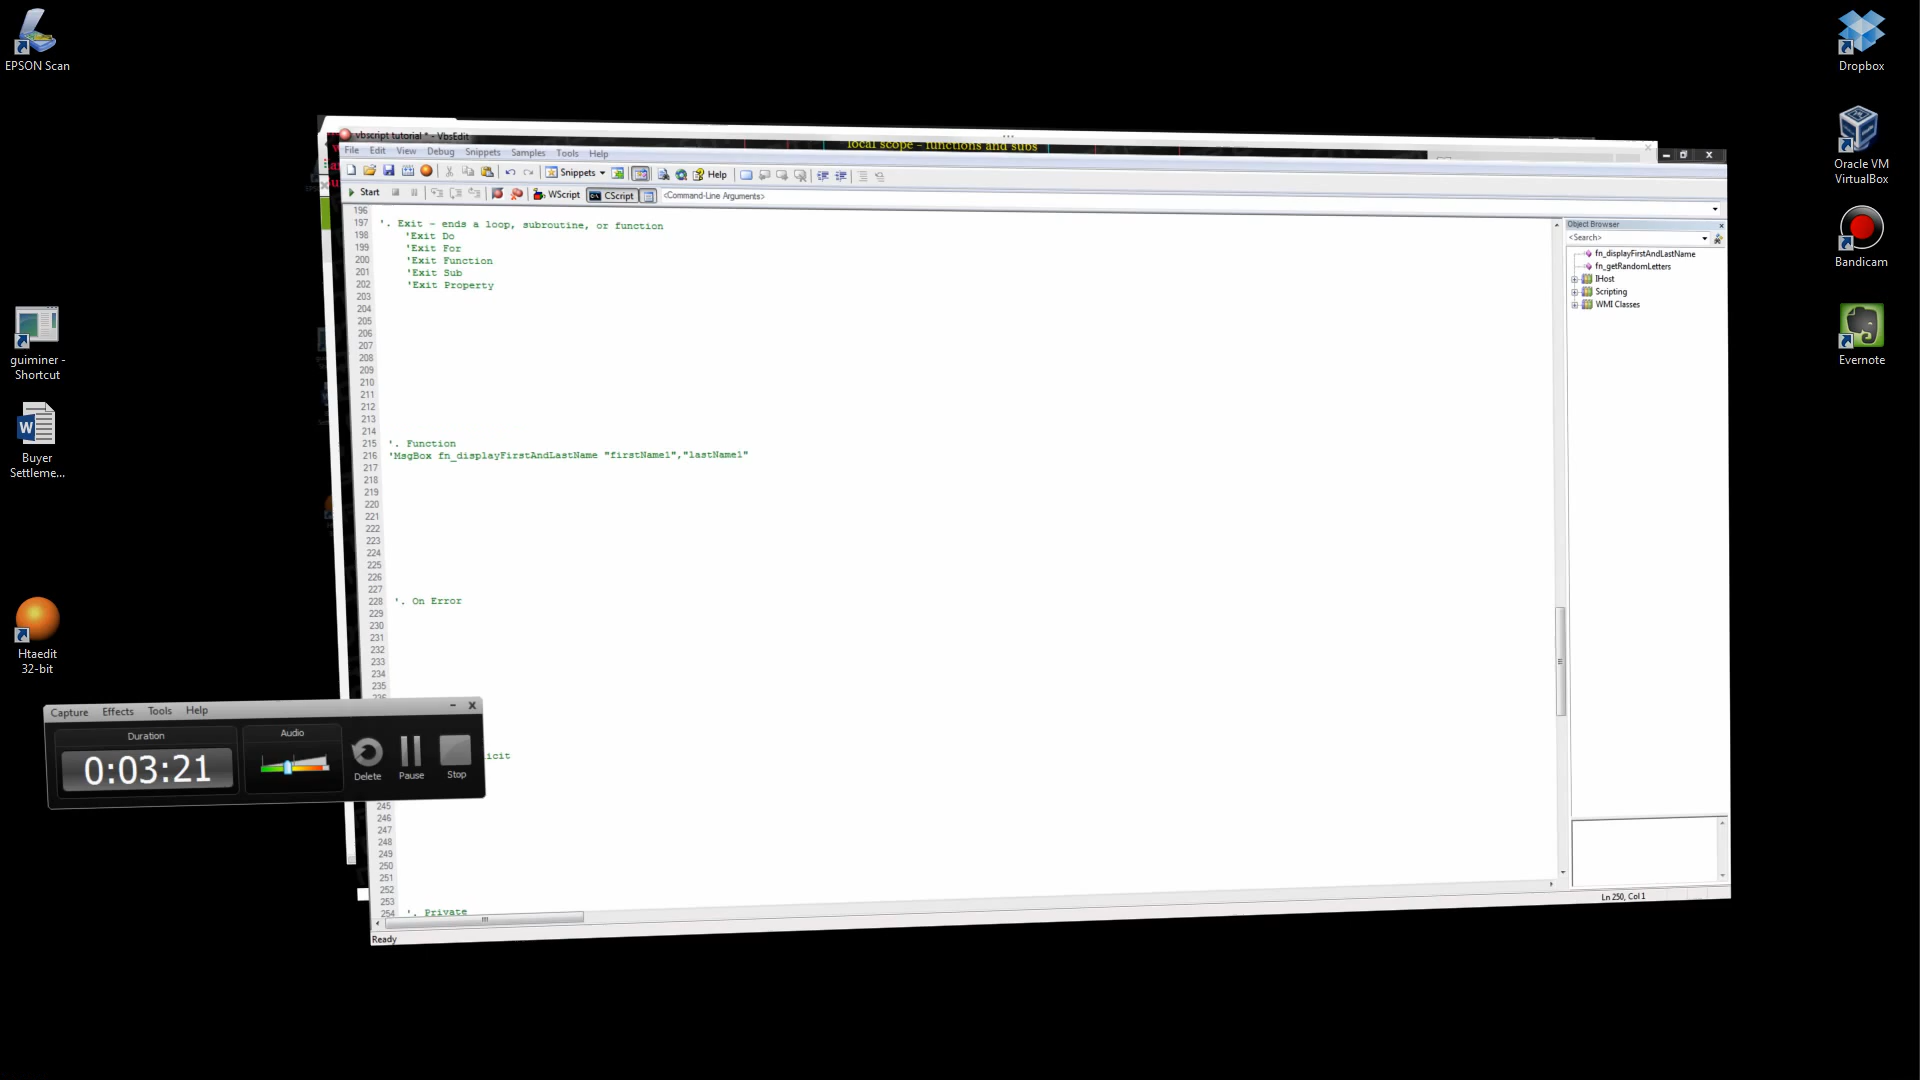 EPSON Scan
Dropbox
Oracle VM
VirtualBox
Bandicam
Evernote
guiminer -
Shortcut
Buyer
Settleme...
Htaedit
32-bit
vbscript tutorial * - VbsEdit
local scope - functions and subs
File Edit View Debug Snippets Samples Tools Help
Snippets Help
Start WScript CScript <Command-Line Arguments>
196
197 '. Exit - ends a loop, subroutine, or function
198 'Exit Do
199 'Exit For
200 'Exit Function
201 'Exit Sub
202 'Exit Property
203
204
205
206
207
208
209
210
211
212
213
214
215 '. Function
216 'MsgBox fn_displayFirstAndLastName "firstName1","lastName1"
217
218
219
220
221
222
223
224
225
226
227
228 '. On Error
229
230
231
232
233
234
235
icit
245
246
247
248
249
250
251
252
253
254 '. Private
Ready
Ln 250, Col 1
Object Browser
<Search>
fn_displayFirstAndLastName
fn_getRandomLetters
IHost
Scripting
WMI Classes
Capture Effects Tools Help
Duration
0:03:21
Audio
Delete
Pause
Stop